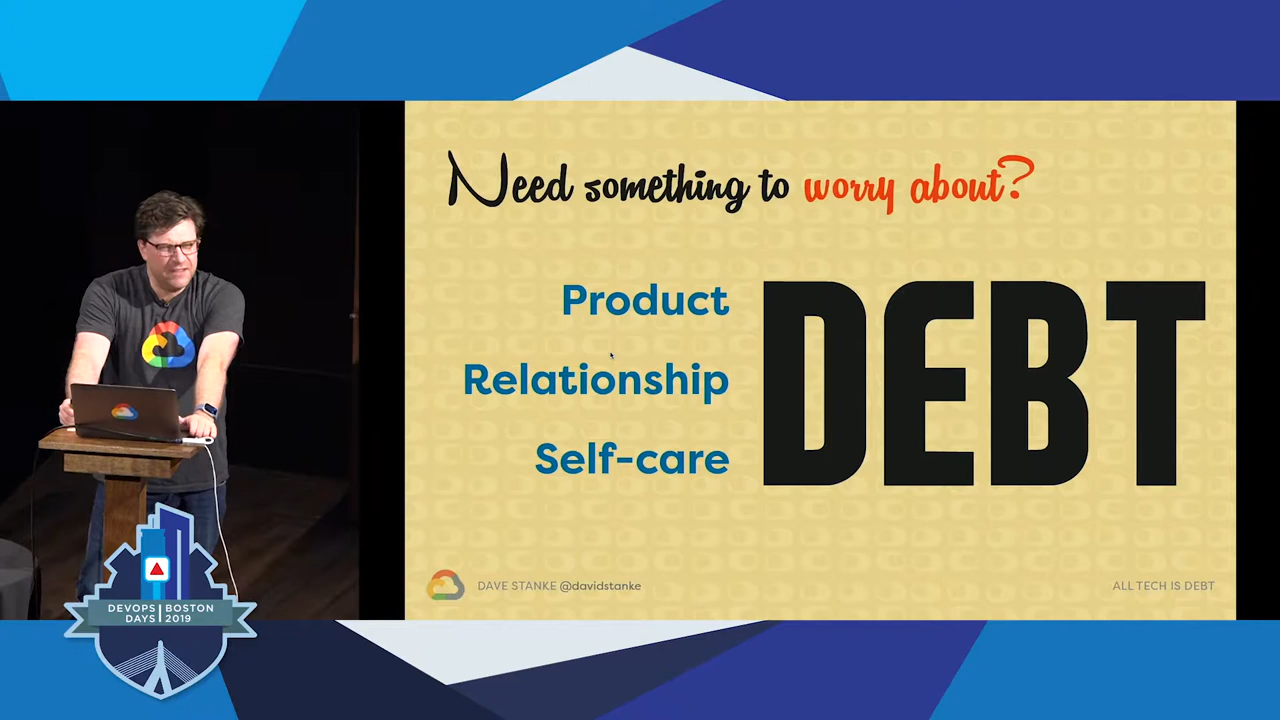 Need something to worry about?
Product
Relationship
Self-care
DEBT
DAVE STANKE @davidstanke
ALL TECH IS DEBT
DEVOPS BOSTON
DAYS 2019